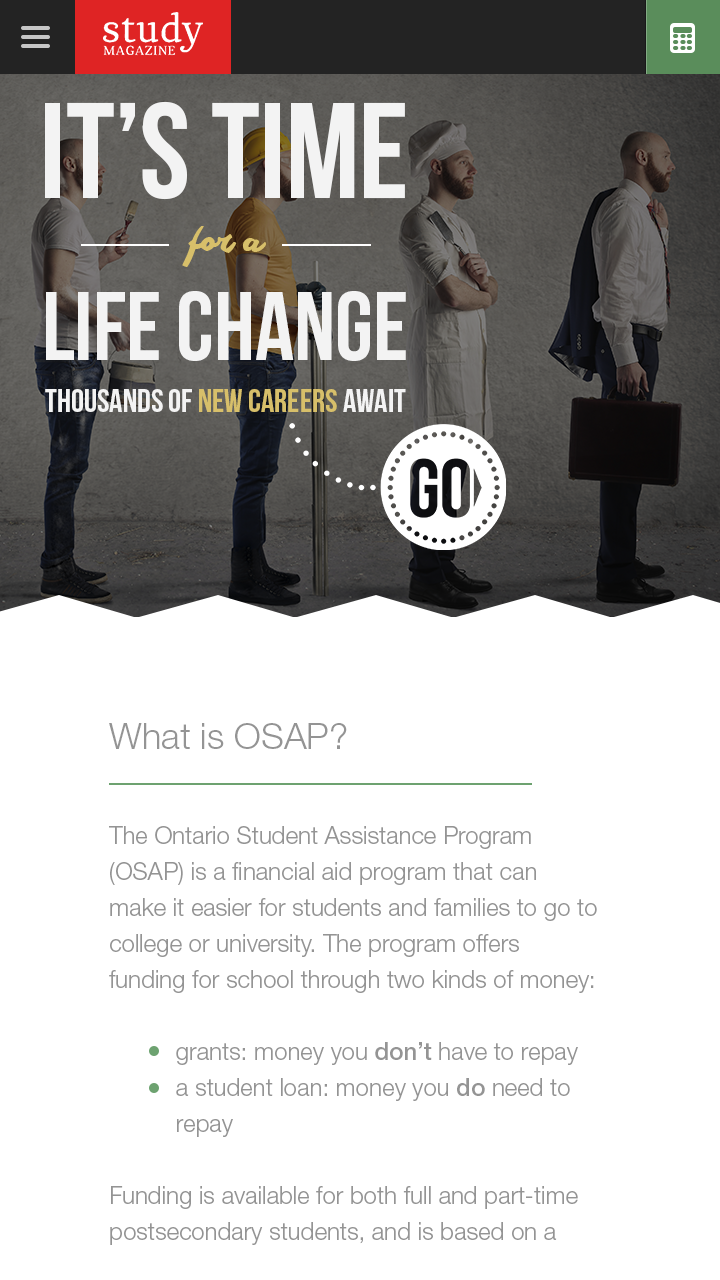 study
MAGAZINE
IT’S TIME
for a
LIFE CHANGE
THOUSANDS OF NEW CAREERS AWAIT
GO
What is OSAP?
The Ontario Student Assistance Program
(OSAP) is a financial aid program that can
make it easier for students and families to go to
college or university. The program offers
funding for school through two kinds of money:
grants: money you don’t have to repay
a student loan: money you do need to
repay
Funding is available for both full and part-time
postsecondary students, and is based on a